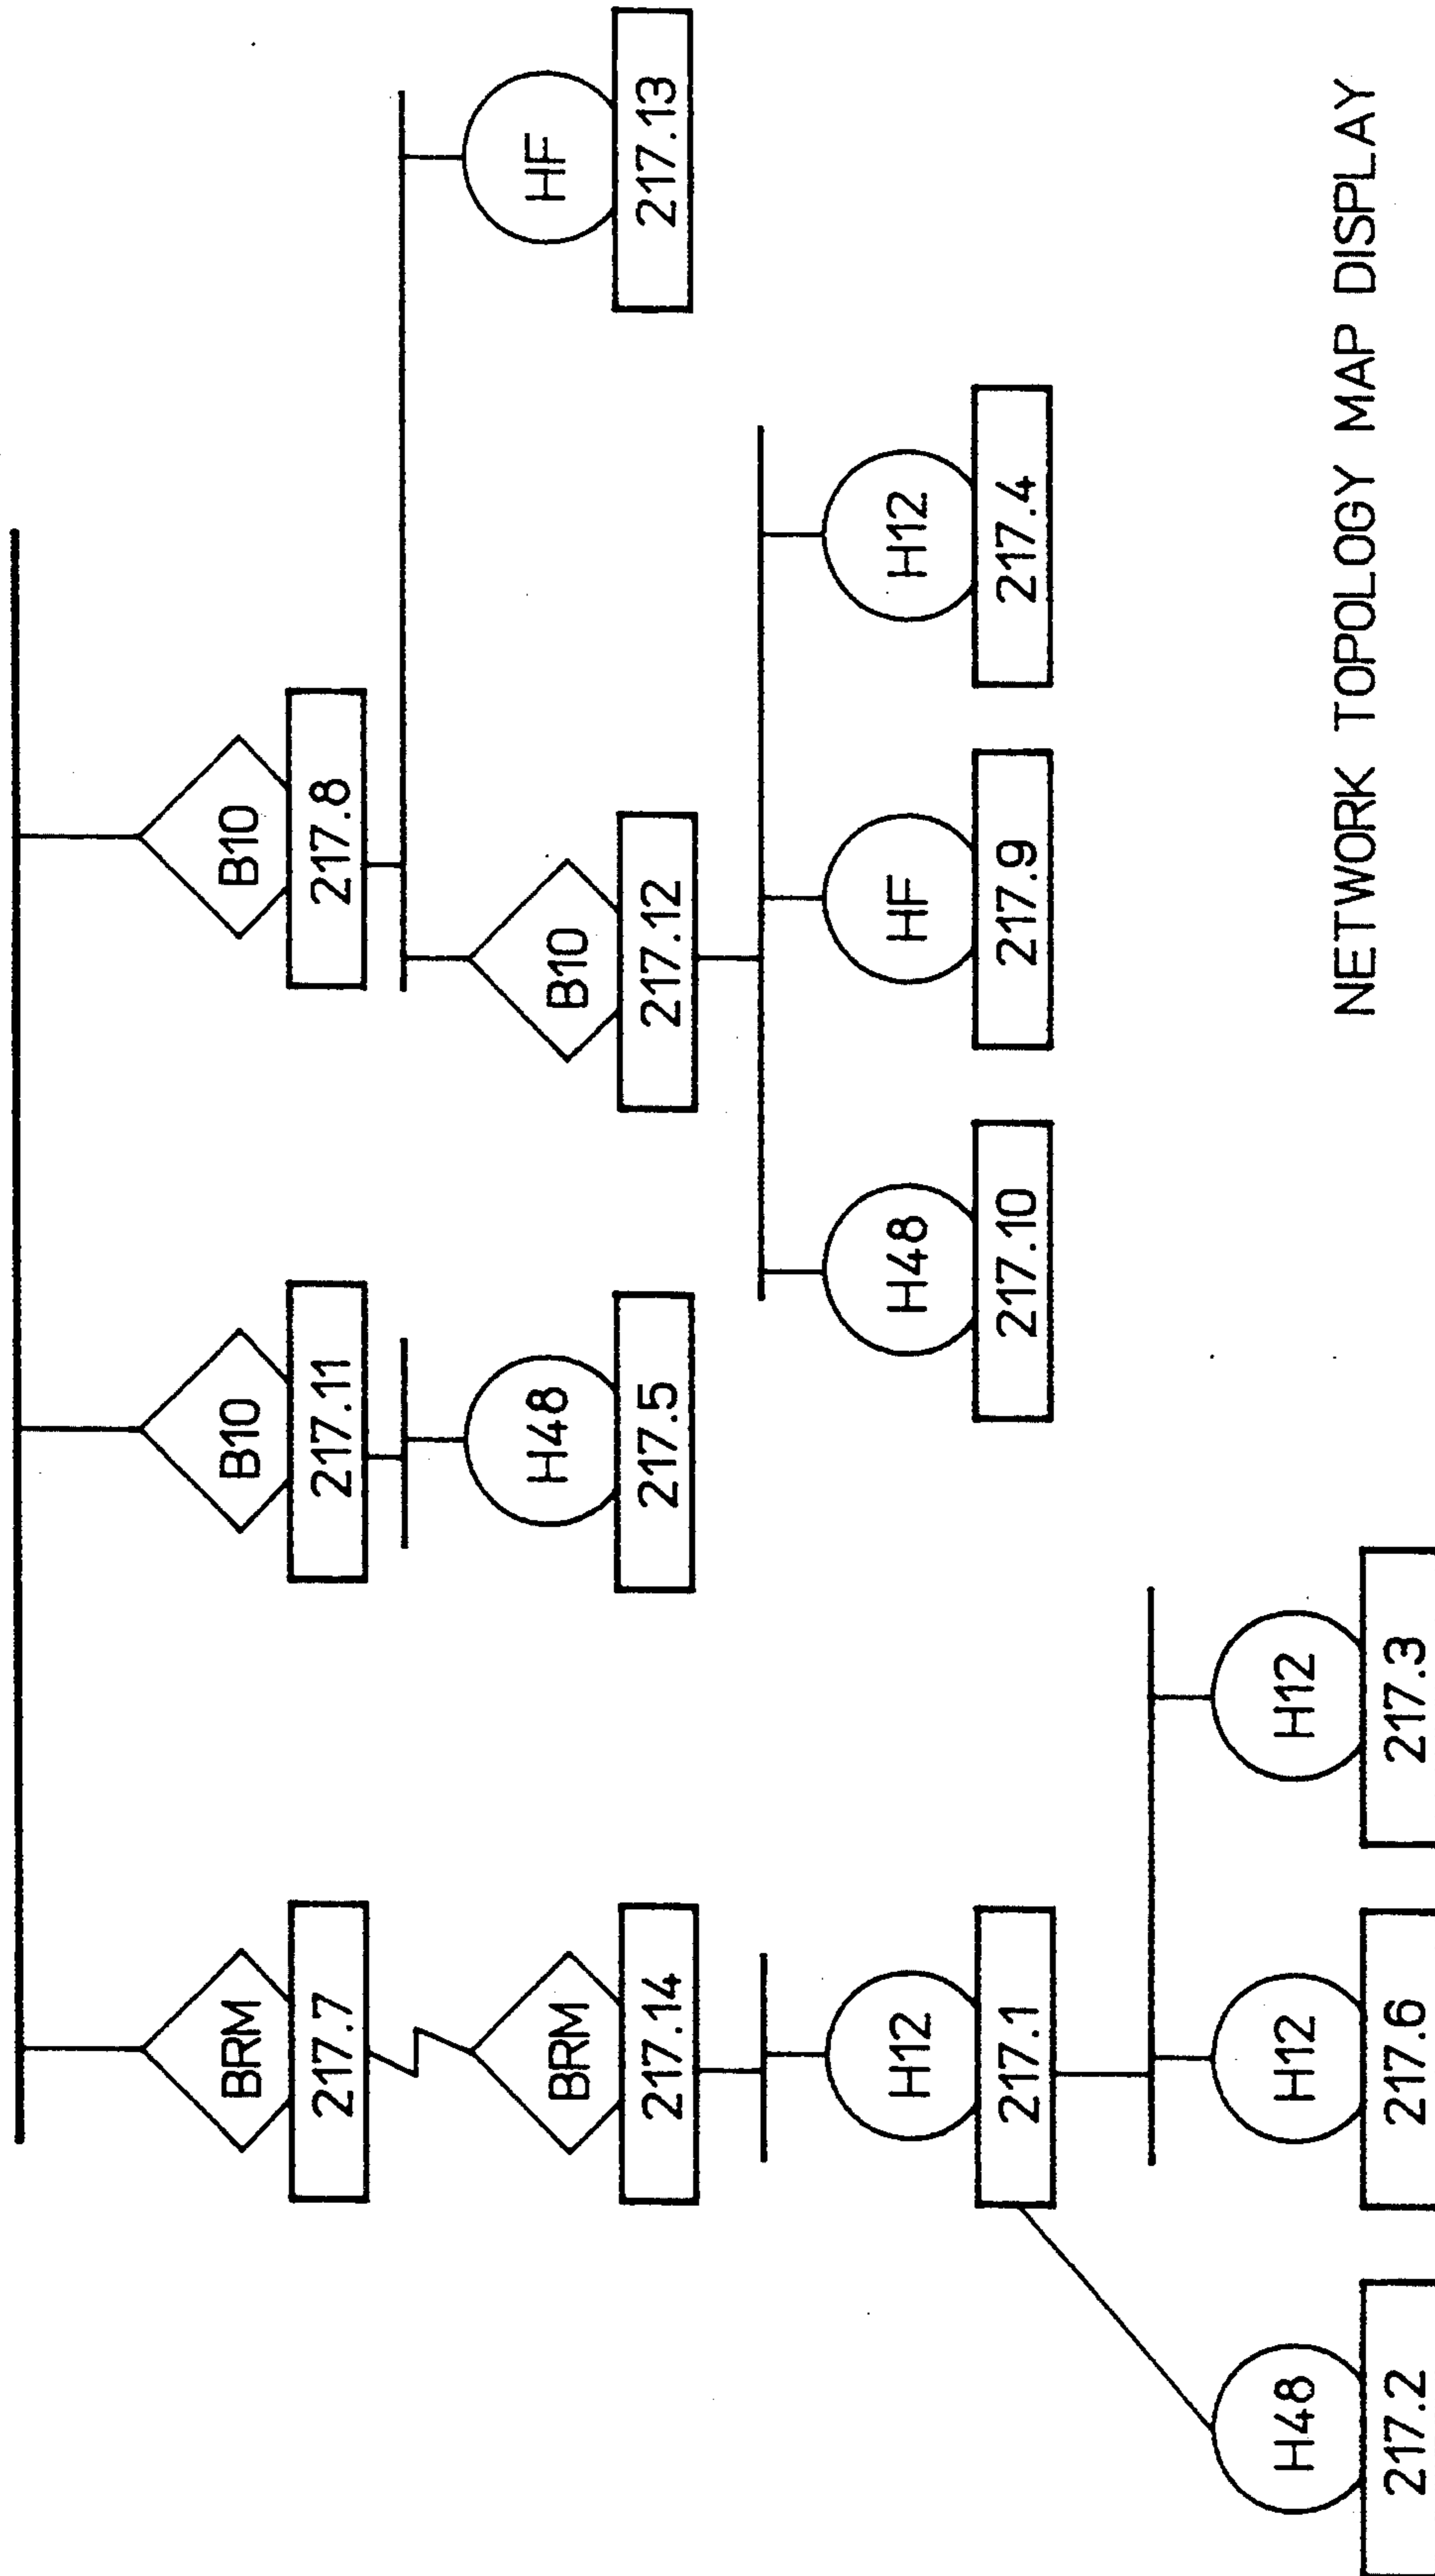 BRM
217.7
B10
217.11
B10
217.8
BRM
217.14
H48
217.5
B10
217.12
HF
217.13
H12
217.1
H48
217.10
HF
217.9
H12
217.4
H48
217.2
H12
217.6
H12
217.3
NETWORK TOPOLOGY MAP DISPLAY